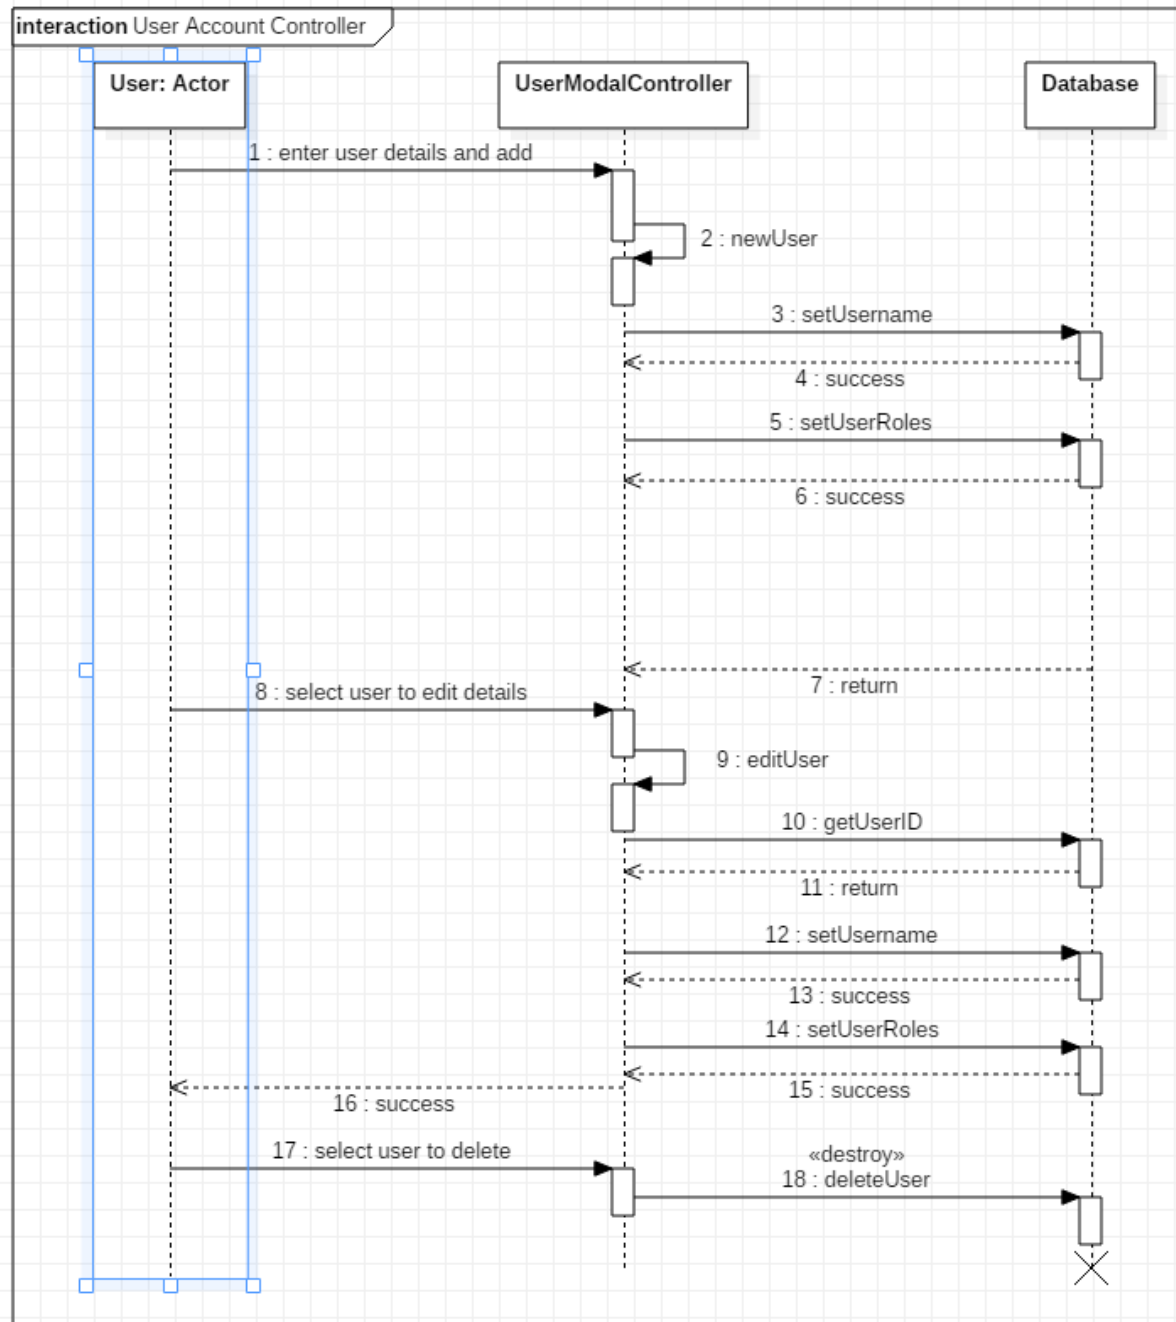 interaction User Account Controller
User: Actor
UserModalController
Database
1 : enter user details and add
2 : newUser
3 : setUsername
4 : success
5 : setUserRoles
6 : success
7 : return
8 : select user to edit details
9 : editUser
10 : getUserID
11 : return
12 : setUsername
13 : success
14 : setUserRoles
15 : success
16 : success
17 : select user to delete
«destroy»
18 : deleteUser